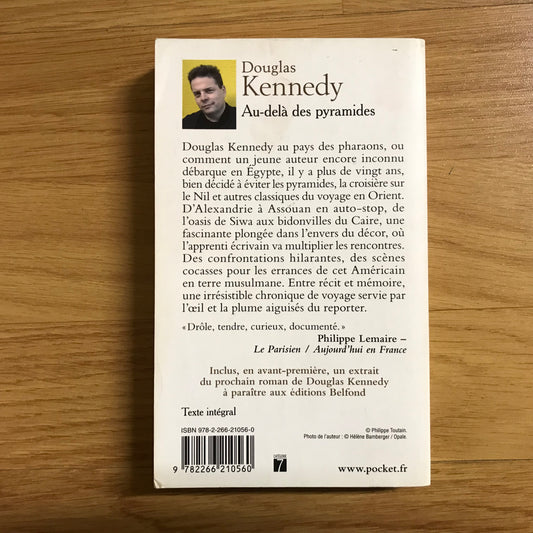 Douglas
Kennedy
Au-delà des pyramides
Douglas Kennedy au pays des pharaons, ou
comment un jeune auteur encore inconnu
débarque en Égypte, il y a plus de vingt ans,
bien décidé à éviter les pyramides, la croisière sur
le Nil et autres classiques du voyage en Orient.
D'Alexandrie à Assouan en auto-stop, de
l'oasis de Siwa aux bidonvilles du Caire, une
fascinante plongée dans l'envers du décor, où
l'apprenti écrivain va multiplier les rencontres.
Des confrontations hilarantes, des scènes
cocasses pour les errances de cet Américain
en terre musulmane. Entre récit et mémoire,
une irrésistible chronique de voyage servie par
l'œil et la plume aiguisés du reporter.
« Drôle, tendre, curieux, documenté. »
Philippe Lemaire –
Le Parisien / Aujourd'hui en France
Inclus, en avant-première, un extrait
du prochain roman de Douglas Kennedy
à paraître aux éditions Belfond
Texte intégral
ISBN 978-2-266-21056-0
9 782266 210560
CATÉGORIE
7
© Philippe Toutain.
Photo de l'auteur : © Hélène Bamberger / Opale.
www.pocket.fr